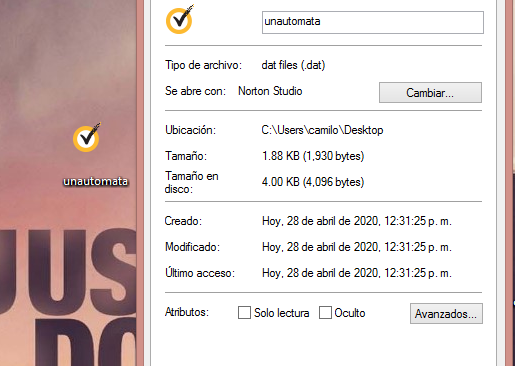 unautomata
Tipo de archivo: dat files (.dat)
Se abre con: Norton Studio Cambiar...
Ubicación: C:\Users\camilo\Desktop
Tamaño: 1.88 KB (1,930 bytes)
Tamaño en
disco: 4.00 KB (4,096 bytes)
Creado: Hoy, 28 de abril de 2020, 12:31:25 p. m.
Modificado: Hoy, 28 de abril de 2020, 12:31:25 p. m.
Último acceso: Hoy, 28 de abril de 2020, 12:31:25 p. m.
Atributos: Solo lectura Oculto Avanzados...
unautomata
JUS
DO